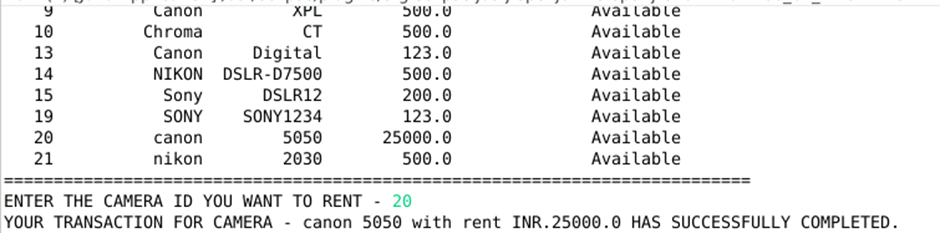 9 Canon XPL 500.0 Available
10 Chroma CT 500.0 Available
13 Canon Digital 123.0 Available
14 NIKON DSLR-D7500 500.0 Available
15 Sony DSLR12 200.0 Available
19 SONY SONY1234 123.0 Available
20 canon 5050 25000.0 Available
21 nikon 2030 500.0 Available
===========================================================================
ENTER THE CAMERA ID YOU WANT TO RENT - 20
YOUR TRANSACTION FOR CAMERA - canon 5050 with rent INR.25000.0 HAS SUCCESSFULLY COMPLETED.